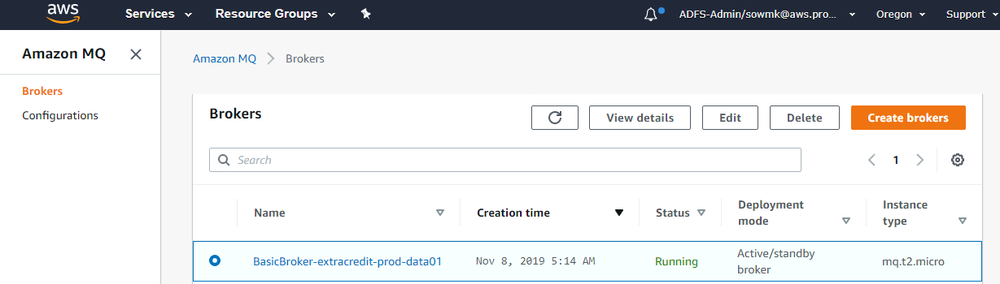 aws Services Resource Groups ADFS-Admin/sowmk@aws.pro... Oregon Support
Amazon MQ
Brokers
Configurations
Amazon MQ Brokers
Brokers
View details Edit Delete Create brokers
Search
1
Name Creation time Status Deployment mode Instance type
BasicBroker-extracredit-prod-data01 Nov 8, 2019 5:14 AM Running Active/standby broker mq.t2.micro